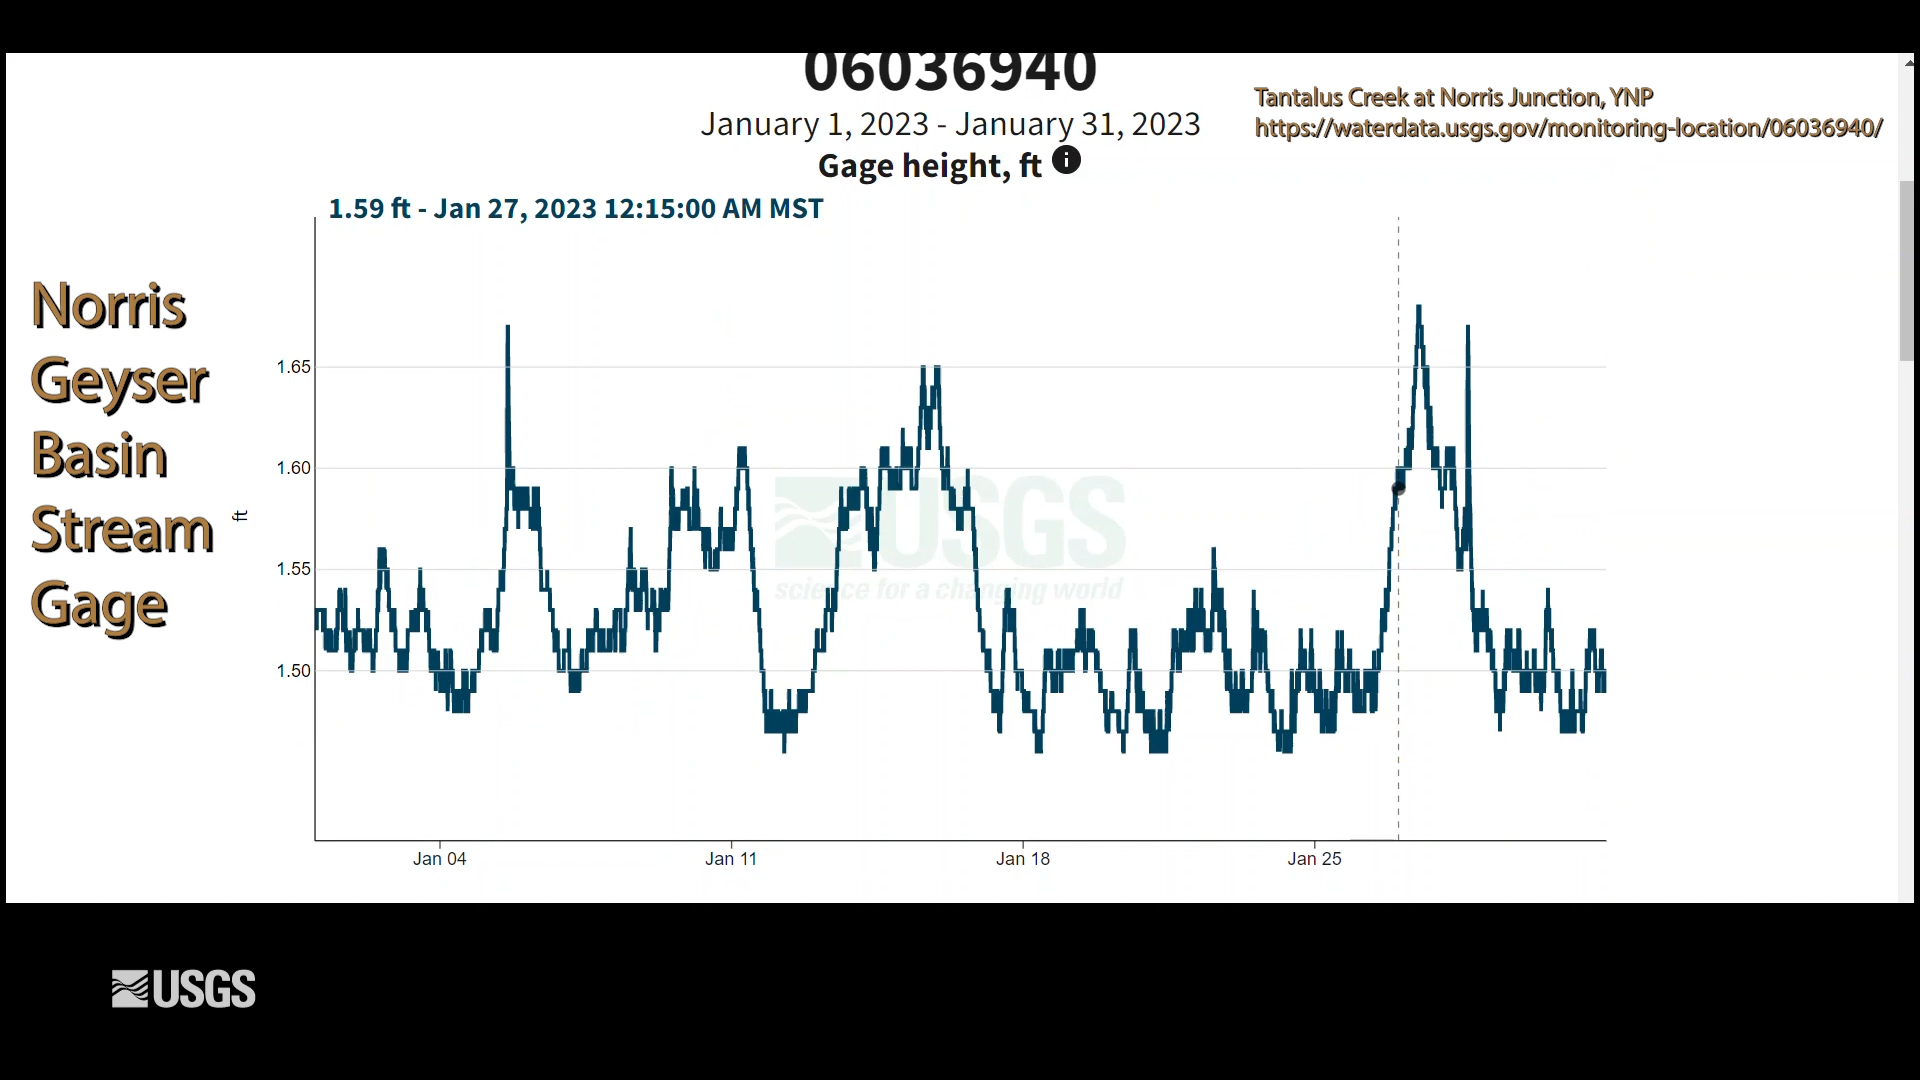 06036940
January 1, 2023 - January 31, 2023
Gage height, ft i
Tantalus Creek at Norris Junction, YNP
https://waterdata.usgs.gov/monitoring-location/06036940/
1.59 ft - Jan 27, 2023 12:15:00 AM MST
Norris
Geyser
Basin
Stream
Gage
ft
1.65
1.60
1.55
1.50
USGS
science for a changing world
Jan 04
Jan 11
Jan 18
Jan 25
USGS